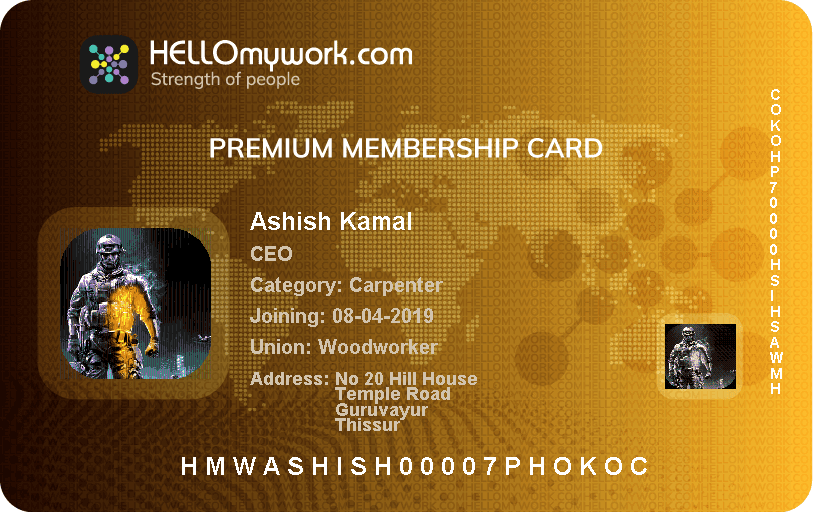 HELLOmywork.com
Strength of people
PREMIUM MEMBERSHIP CARD
Ashish Kamal
CEO
Category: Carpenter
Joining: 08-04-2019
Union: Woodworker
Address: No 20 Hill House
Temple Road
Guruvayur
Thissur
HMWASHISH00007PHOKOC
COKOHP70000HSIHSAWMH